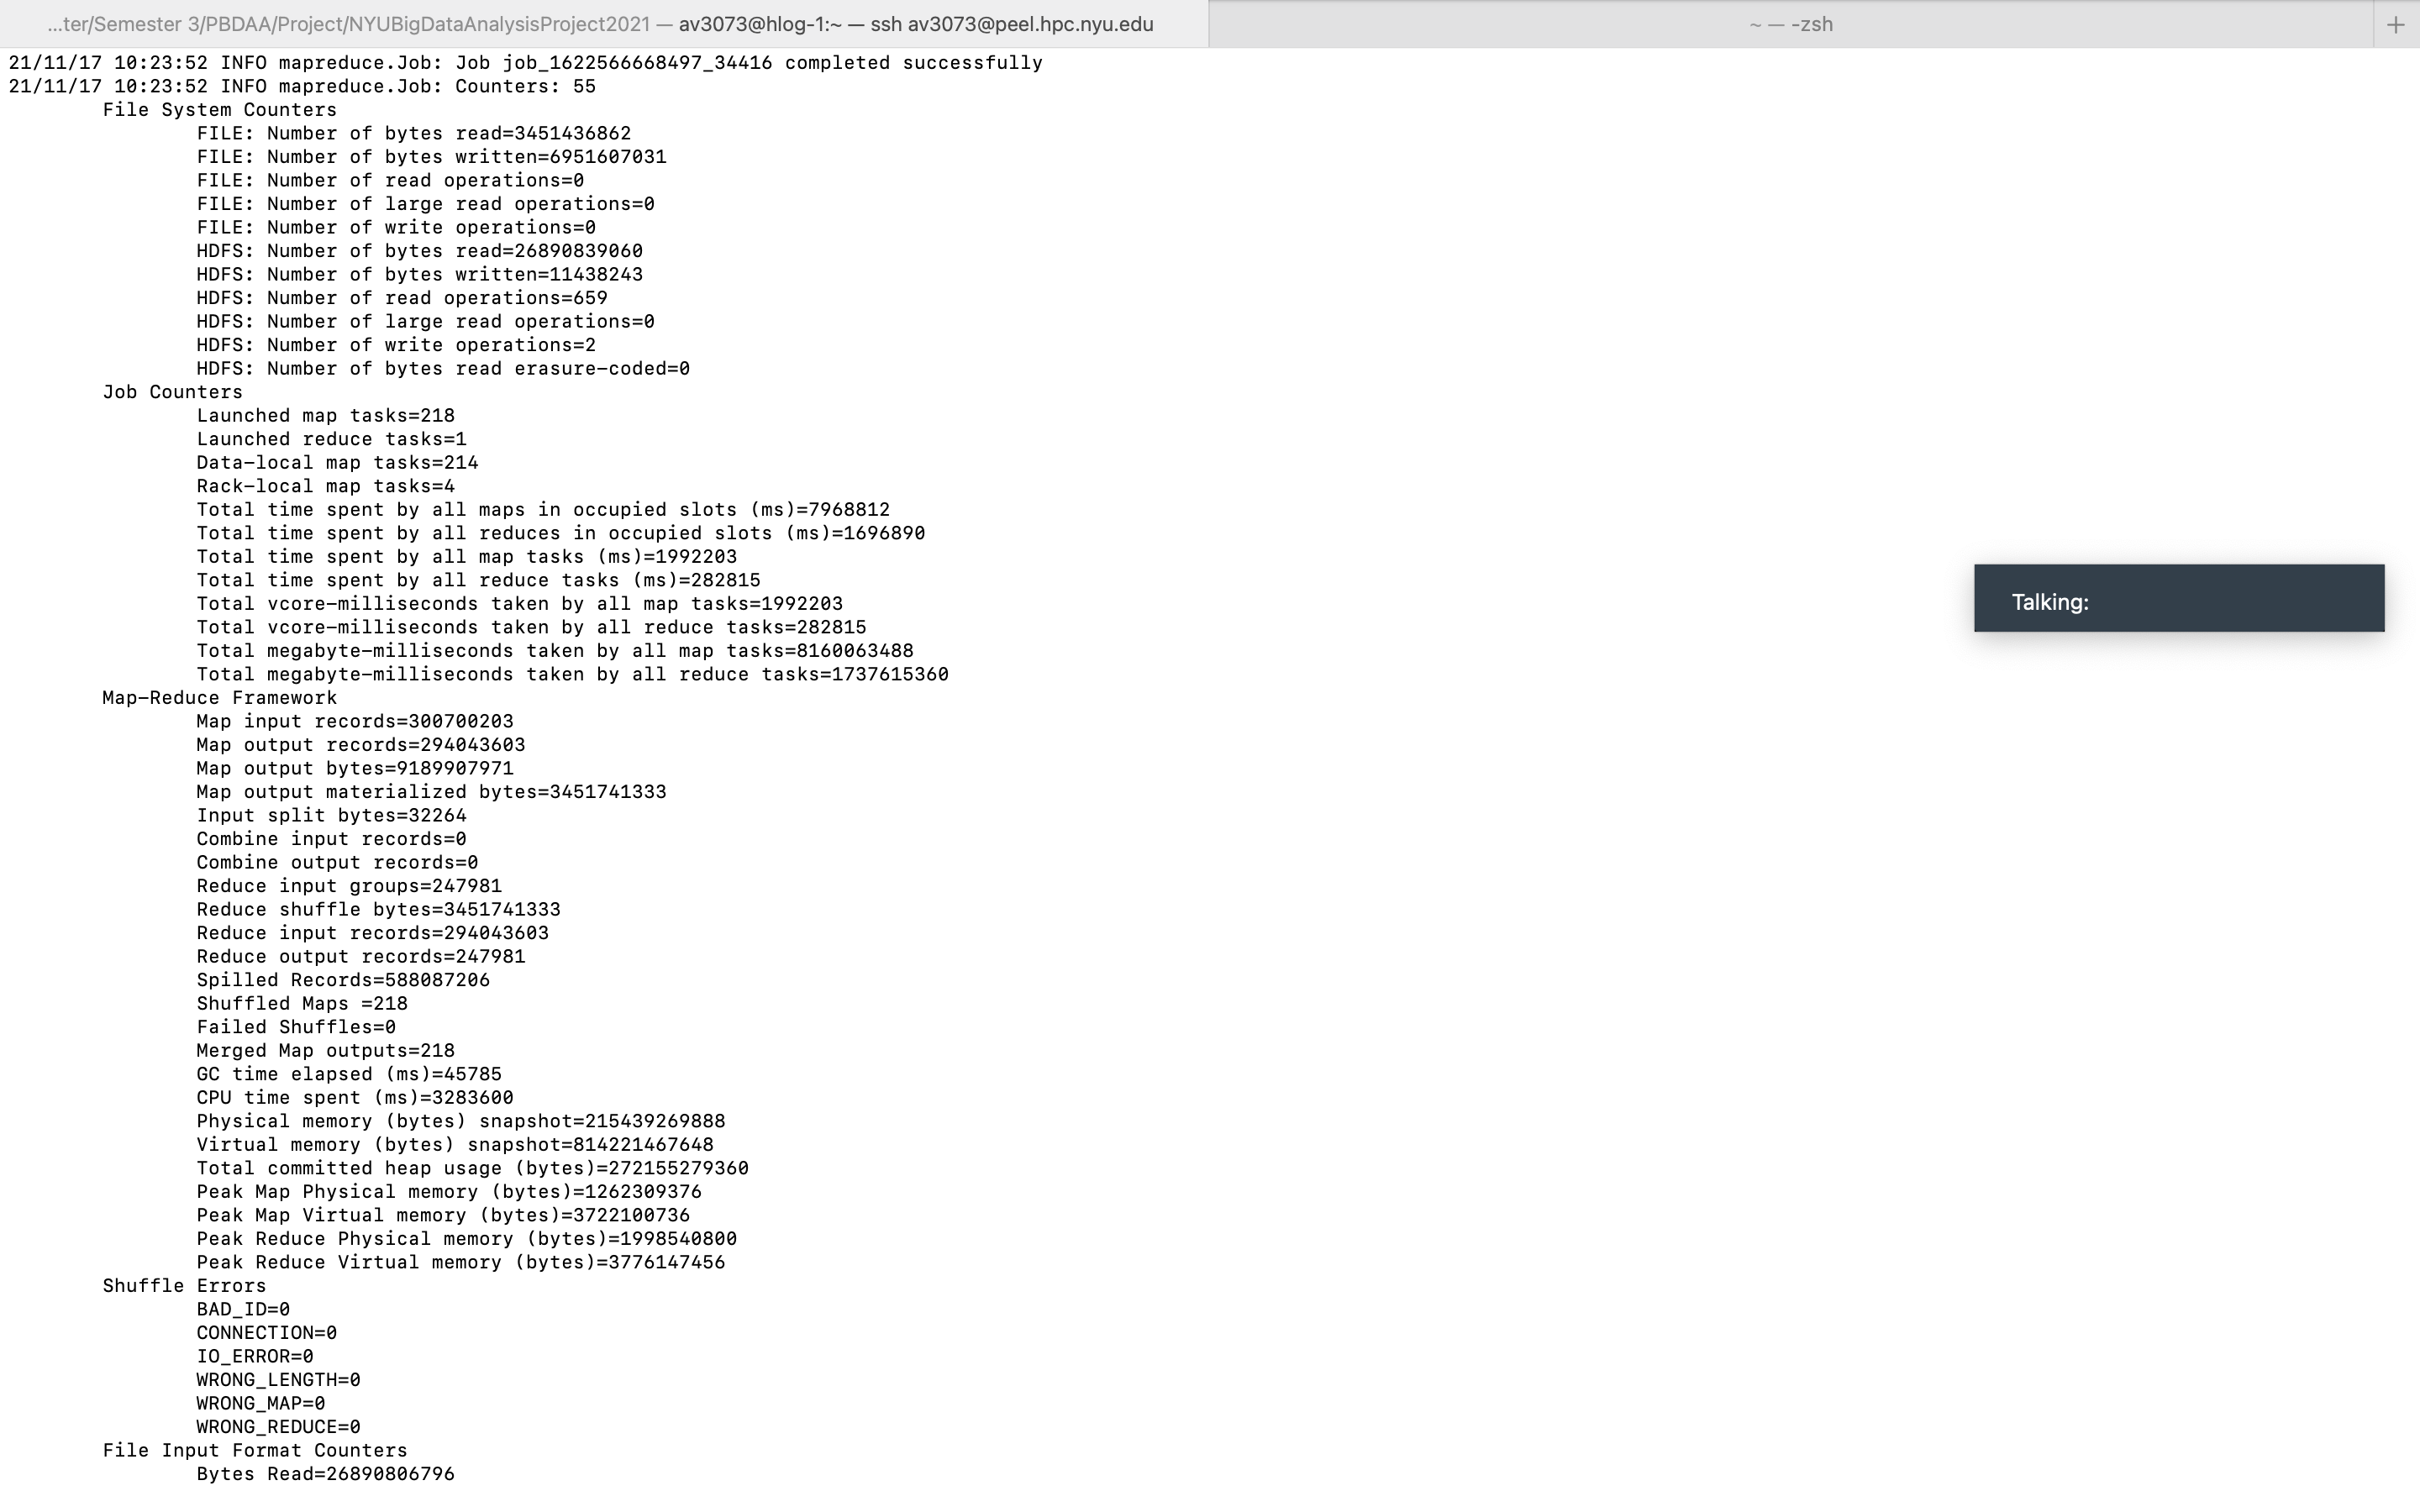 ...ter/Semester 3/PBDAA/Project/NYUBigDataAnalysisProject2021 — av3073@hlog-1:~ — ssh av3073@peel.hpc.nyu.edu
~ — -zsh
21/11/17 10:23:52 INFO mapreduce.Job: Job job_1622566668497_34416 completed successfully
21/11/17 10:23:52 INFO mapreduce.Job: Counters: 55
File System Counters
FILE: Number of bytes read=3451436862
FILE: Number of bytes written=6951607031
FILE: Number of read operations=0
FILE: Number of large read operations=0
FILE: Number of write operations=0
HDFS: Number of bytes read=26890839060
HDFS: Number of bytes written=11438243
HDFS: Number of read operations=659
HDFS: Number of large read operations=0
HDFS: Number of write operations=2
HDFS: Number of bytes read erasure-coded=0
Job Counters
Launched map tasks=218
Launched reduce tasks=1
Data-local map tasks=214
Rack-local map tasks=4
Total time spent by all maps in occupied slots (ms)=7968812
Total time spent by all reduces in occupied slots (ms)=1696890
Total time spent by all map tasks (ms)=1992203
Total time spent by all reduce tasks (ms)=282815
Total vcore-milliseconds taken by all map tasks=1992203
Total vcore-milliseconds taken by all reduce tasks=282815
Total megabyte-milliseconds taken by all map tasks=8160063488
Total megabyte-milliseconds taken by all reduce tasks=1737615360
Map-Reduce Framework
Map input records=300700203
Map output records=294043603
Map output bytes=9189907971
Map output materialized bytes=3451741333
Input split bytes=32264
Combine input records=0
Combine output records=0
Reduce input groups=247981
Reduce shuffle bytes=3451741333
Reduce input records=294043603
Reduce output records=247981
Spilled Records=588087206
Shuffled Maps =218
Failed Shuffles=0
Merged Map outputs=218
GC time elapsed (ms)=45785
CPU time spent (ms)=3283600
Physical memory (bytes) snapshot=215439269888
Virtual memory (bytes) snapshot=814221467648
Total committed heap usage (bytes)=272155279360
Peak Map Physical memory (bytes)=1262309376
Peak Map Virtual memory (bytes)=3722100736
Peak Reduce Physical memory (bytes)=1998540800
Peak Reduce Virtual memory (bytes)=3776147456
Shuffle Errors
BAD_ID=0
CONNECTION=0
IO_ERROR=0
WRONG_LENGTH=0
WRONG_MAP=0
WRONG_REDUCE=0
File Input Format Counters
Bytes Read=26890806796
Talking: